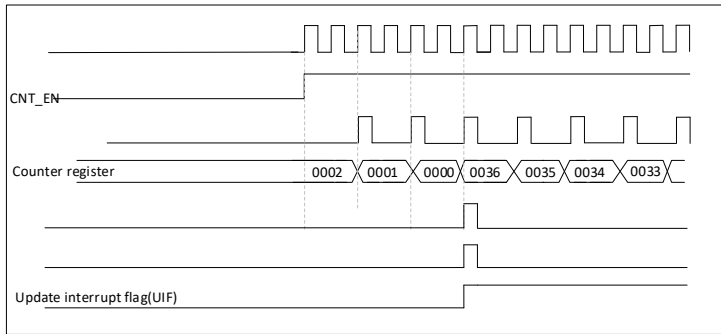 CNT_EN
Counter register 0002 0001 0000 0036 0035 0034 0033
Update interrupt flag(UIF)